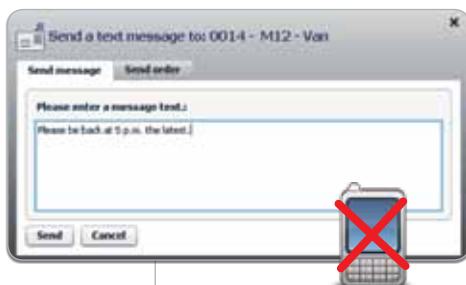 Send a text message to: 0014 - M12 - Van
Send message Send order
Please enter a message text.:
Please be back at 5 p.m. the latest.
Send Cancel